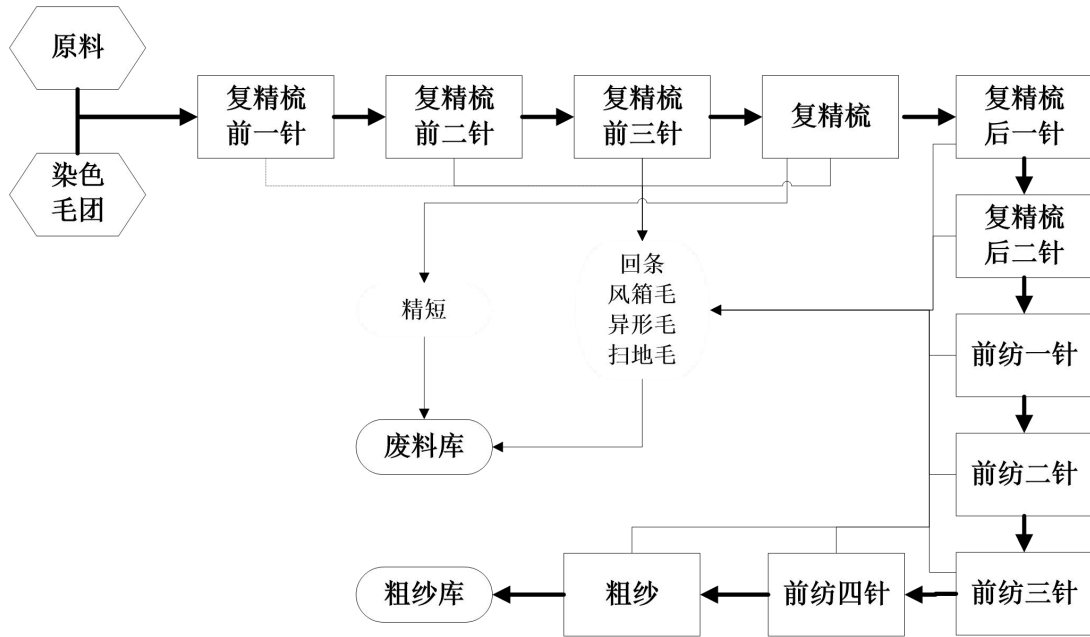 原料
染色
毛团
复精梳
前一针
复精梳
前二针
复精梳
前三针
复精梳
复精梳
后一针
复精梳
后二针
回条
风箱毛
异形毛
扫地毛
精短
前纺一针
废料库
前纺二针
粗纱库
粗纱
前纺四针
前纺三针